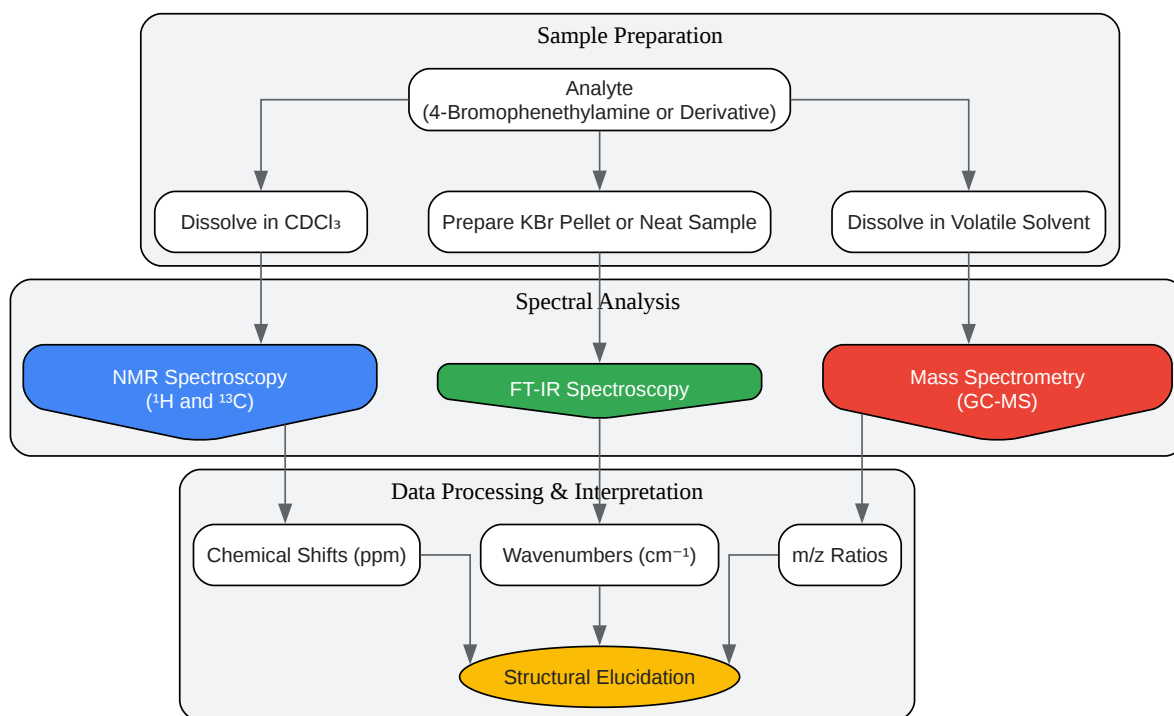 Sample Preparation
Analyte
(4-Bromophenethylamine or Derivative)
Dissolve in CDCl₃
Prepare KBr Pellet or Neat Sample
Dissolve in Volatile Solvent
Spectral Analysis
NMR Spectroscopy
(¹H and ¹³C)
FT-IR Spectroscopy
Mass Spectrometry
(GC-MS)
Data Processing & Interpretation
Chemical Shifts (ppm)
Wavenumbers (cm⁻¹)
m/z Ratios
Structural Elucidation